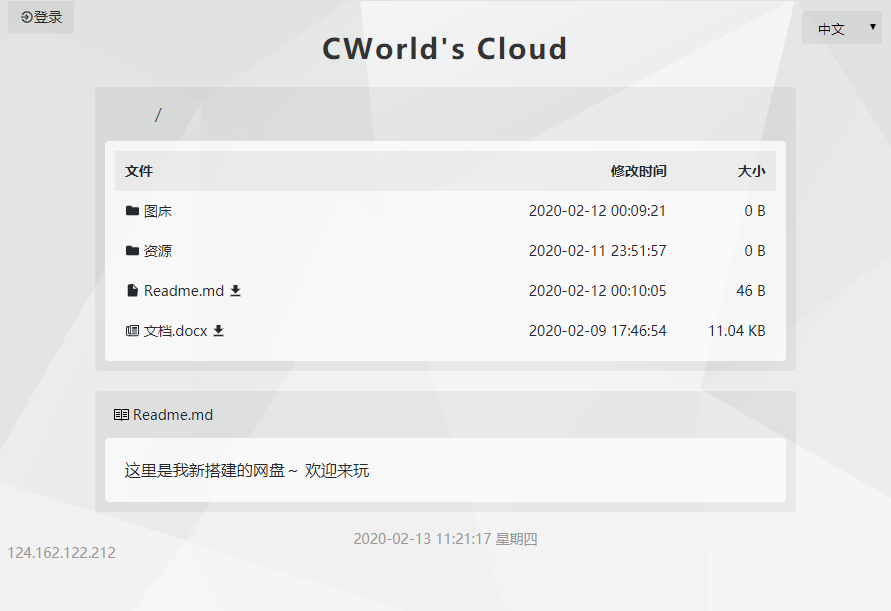 登录
中文
CWorld's Cloud
/
文件 修改时间 大小
图床 2020-02-12 00:09:21 0 B
资源 2020-02-11 23:51:57 0 B
Readme.md 2020-02-12 00:10:05 46 B
文档.docx 2020-02-09 17:46:54 11.04 KB
Readme.md
这里是我新搭建的网盘~ 欢迎来玩
2020-02-13 11:21:17 星期四
124.162.122.212